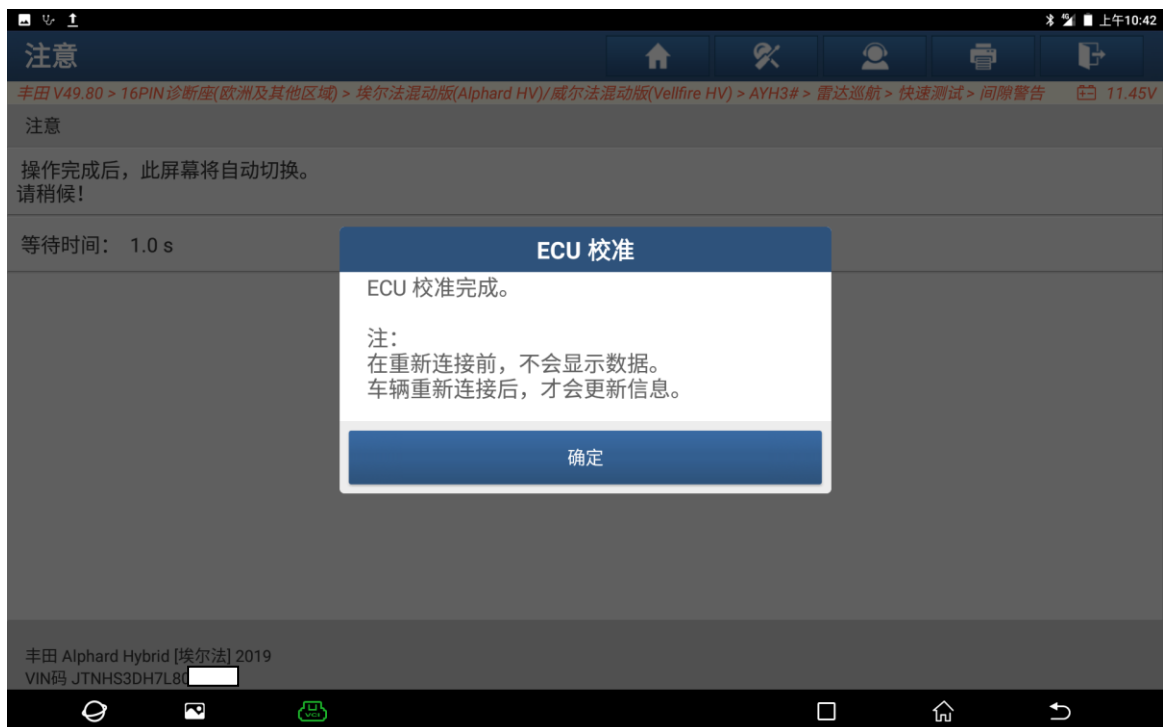 上午10:42
注意
丰田 V49.80 > 16PIN诊断座(欧洲及其他区域) > 埃尔法混动版(Alphard HV)/威尔法混动版(Vellfire HV) > AYH3# > 雷达巡航 > 快速测试 > 间隙警告 11.45V
注意
操作完成后，此屏幕将自动切换。
请稍候！
等待时间： 1.0 s
ECU 校准
ECU 校准完成。
注：
在重新连接前，不会显示数据。
车辆重新连接后，才会更新信息。
确定
丰田 Alphard Hybrid [埃尔法] 2019
VIN码 JTNHS3DH7L80
VCI